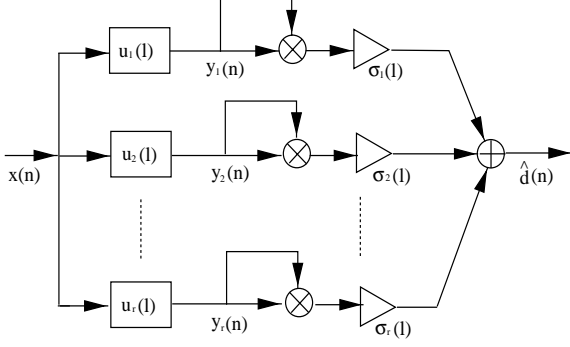 u₁(l)
y₁(n)
σ₁(l)
x(n)
u₂(l)
y₂(n)
σ₂(l)
d̂(n)
uᵣ(l)
yᵣ(n)
σᵣ(l)